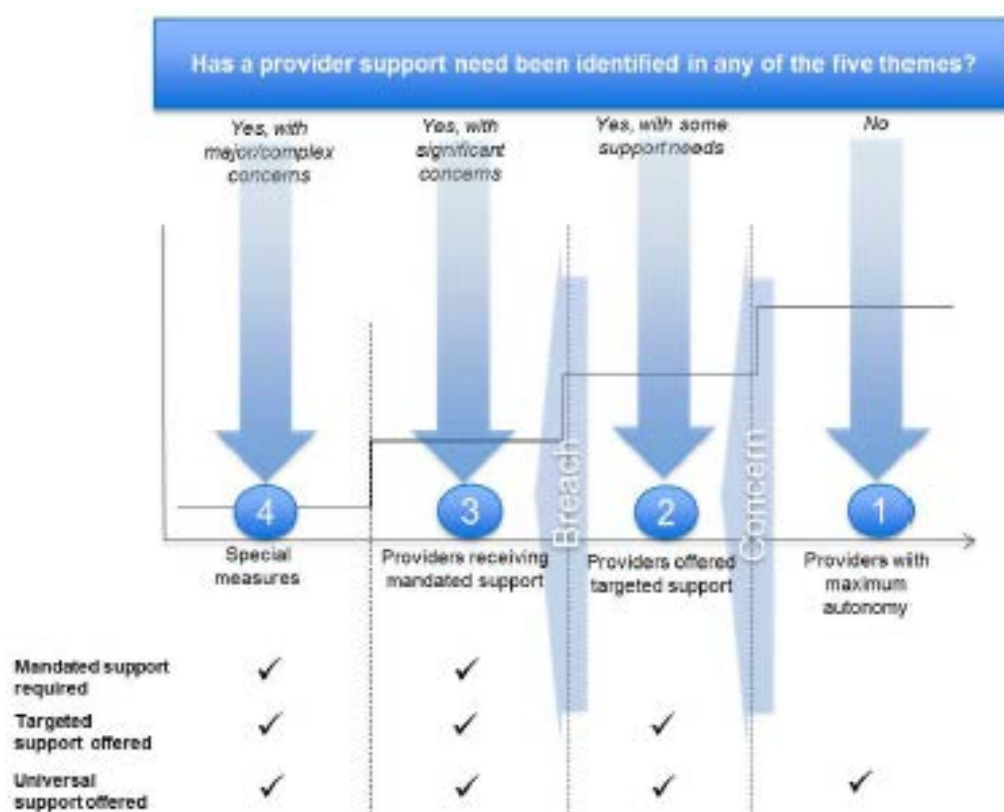 Has a provider support need been identified in any of the five themes?
Yes, with
major/complex
concerns
Yes, with
significant
concerns
Yes, with some
support needs
No
Breach
Concern
4
3
2
1
Special
measures
Providers receiving
mandated support
Providers offered
targeted support
Providers with
maximum
autonomy
Mandated support
required
✓ ✓
Targeted
support offered
✓ ✓ ✓
Universal
support offered
✓ ✓ ✓ ✓